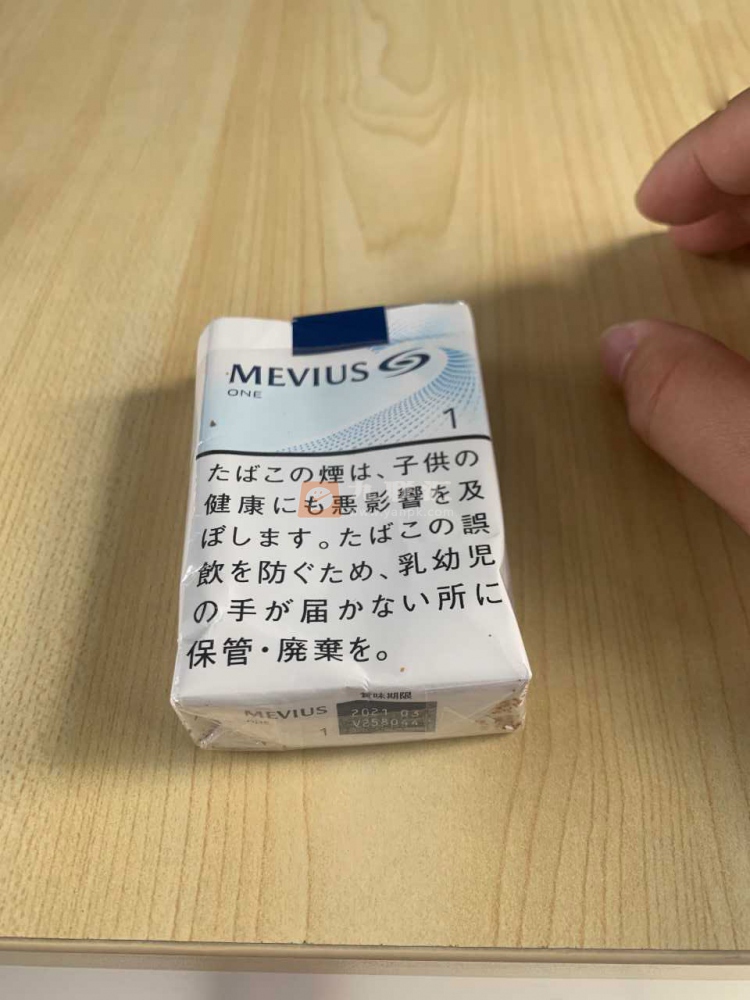 MEVIUS
ONE
1
たばこの煙は、子供の
健康にも悪影響を及
ぼします。たばこの誤
飲を防ぐため、乳幼児
の手が届かない所に
保管・廃棄を。
賞味期限
MEVIUS
ONE
1
2021.03
V258044